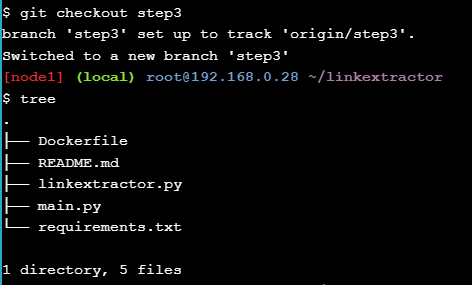 $ git checkout step3
branch 'step3' set up to track 'origin/step3'.
Switched to a new branch 'step3'
[node1] (local) root@192.168.0.28 ~/linkextractor
$ tree
.
├── Dockerfile
├── README.md
├── linkextractor.py
├── main.py
└── requirements.txt

1 directory, 5 files